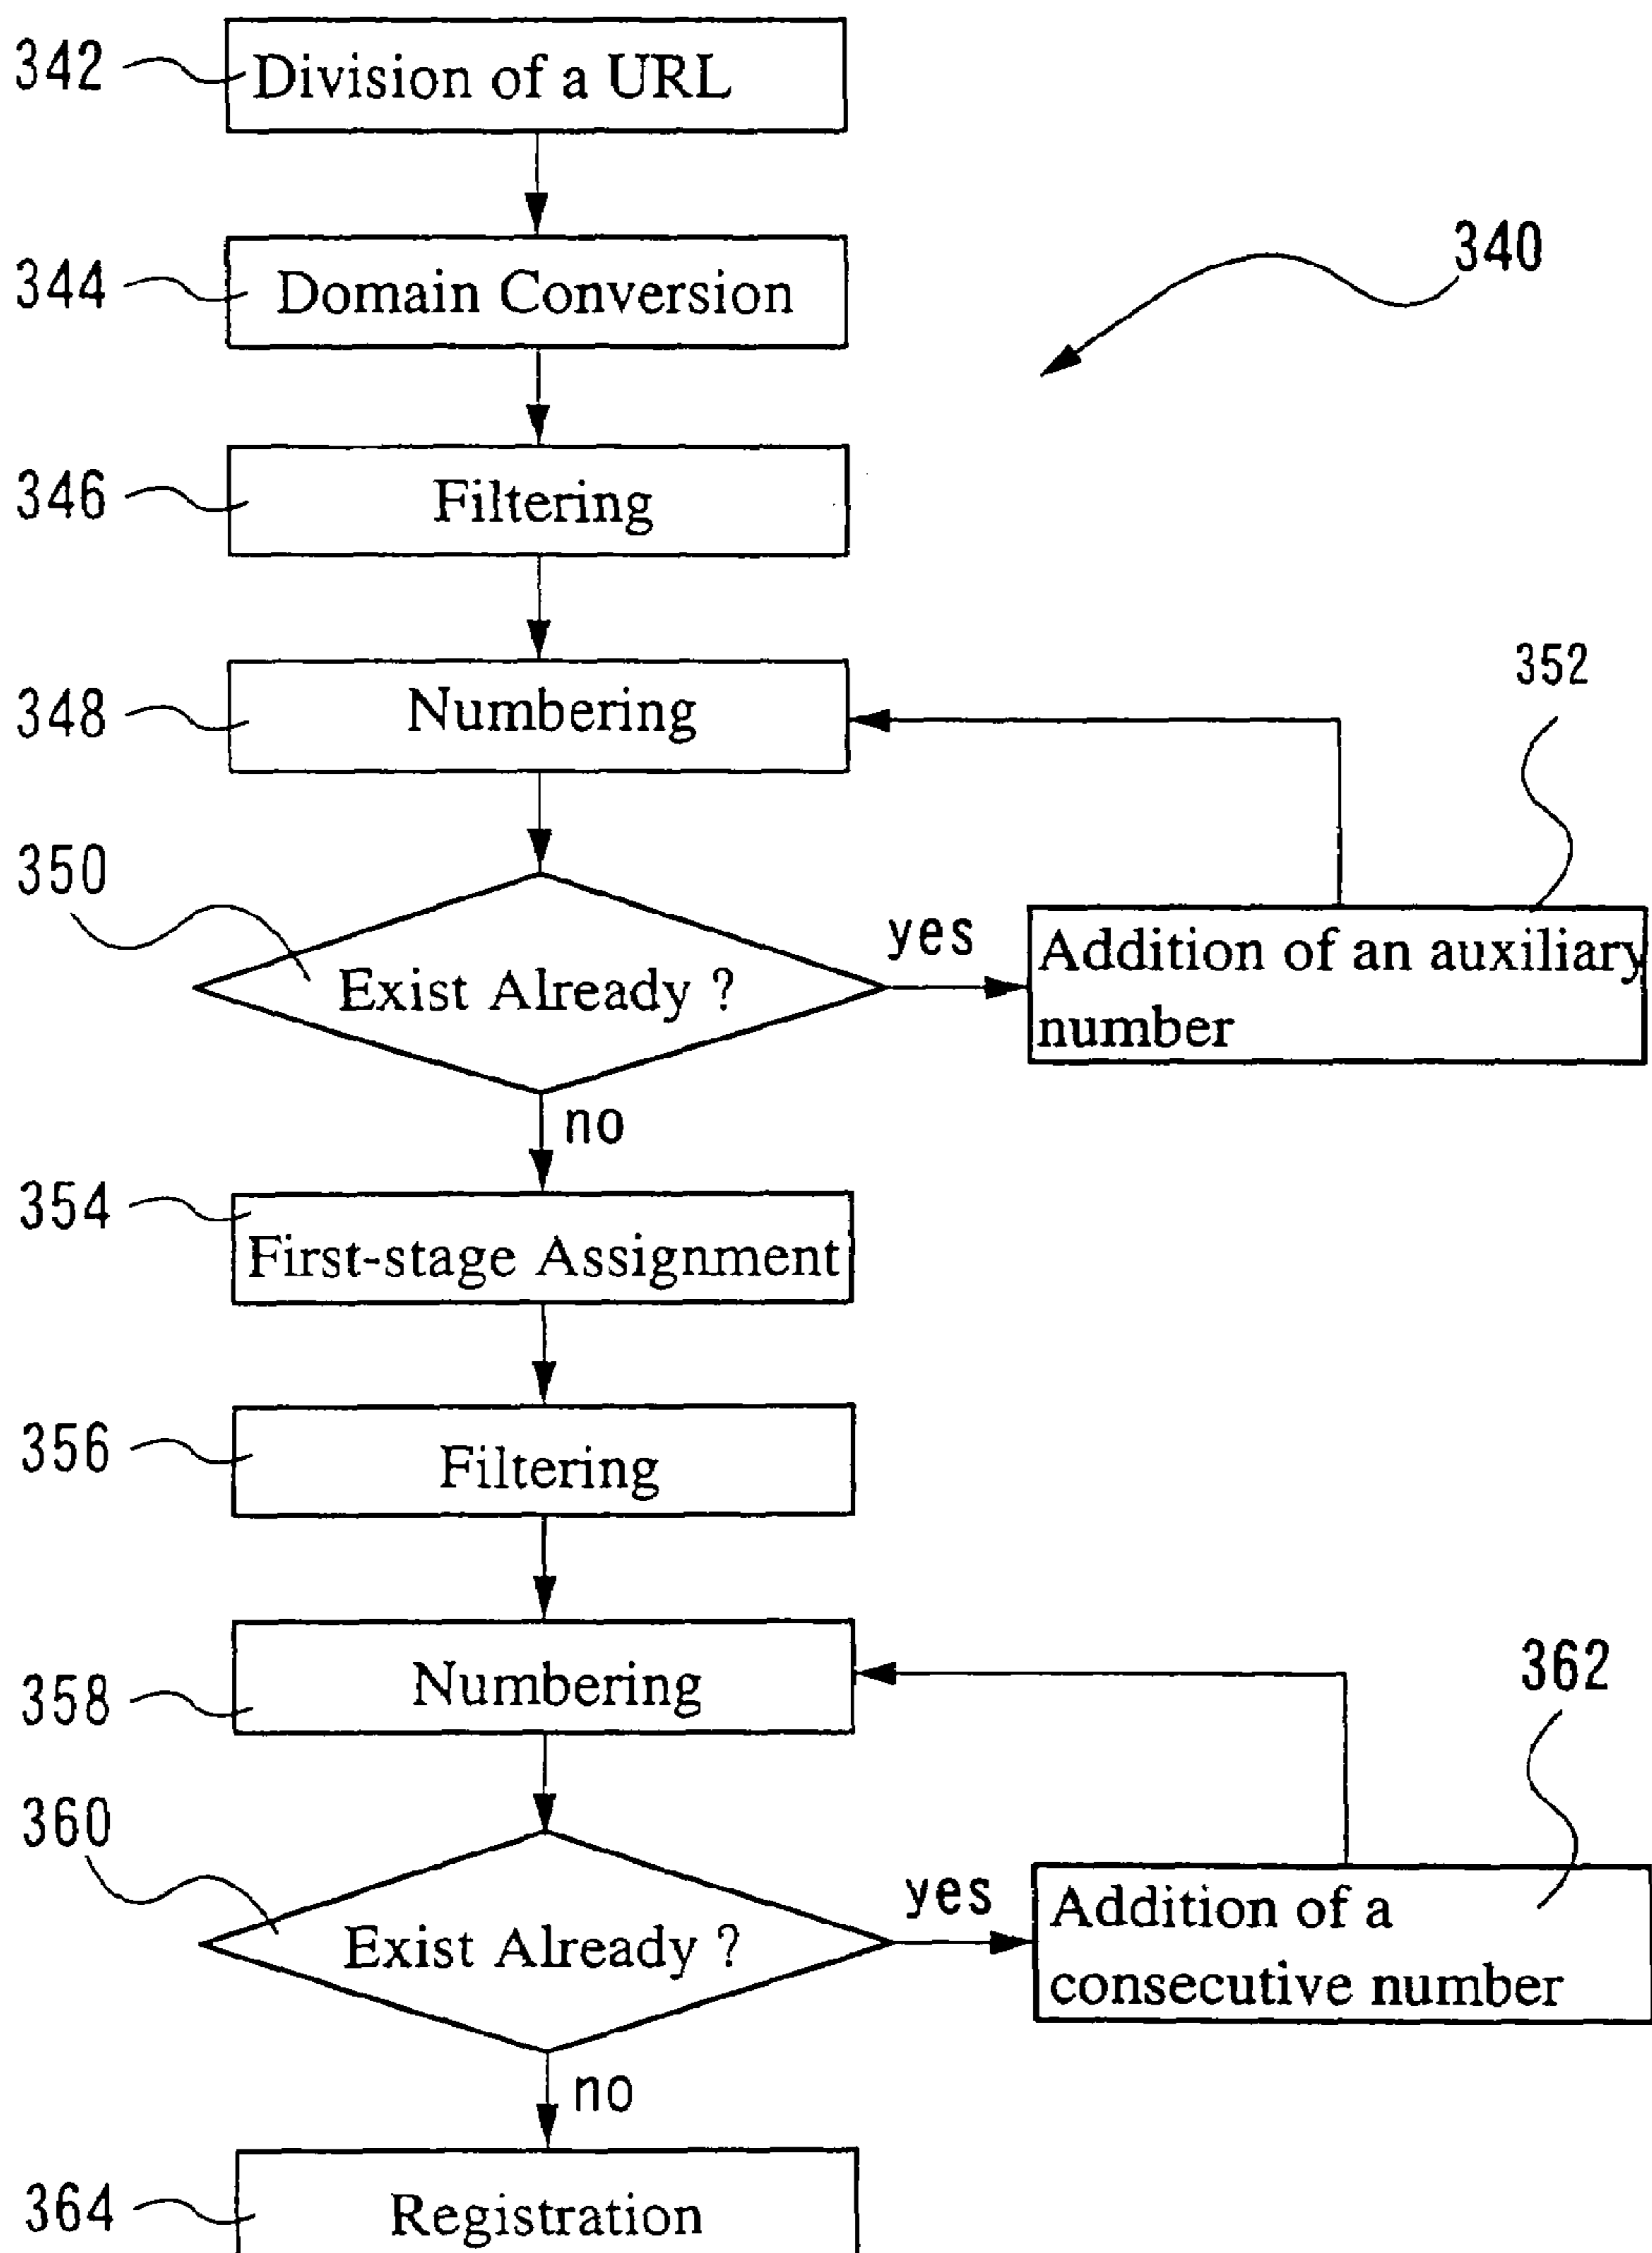 342
Division of a URL
344
Domain Conversion
340
346
Filtering
348
Numbering
352
350
Exist Already ?
yes
Addition of an auxiliary
number
no
354
First-stage Assignment
356
Filtering
358
Numbering
362
360
Exist Already ?
yes
Addition of a
consecutive number
no
364
Registration